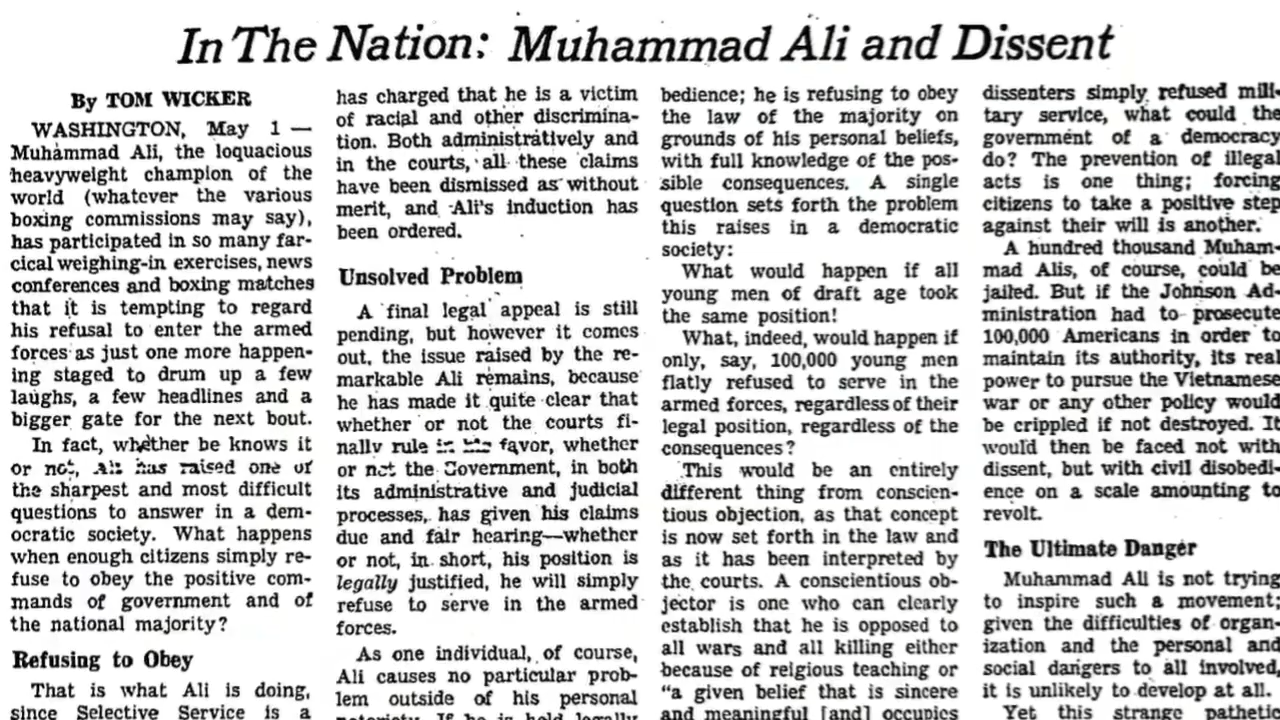 In The Nation: Muhammad Ali and Dissent
By TOM WICKER
WASHINGTON, May 1 —
Muhammad Ali, the loquacious
heavyweight champion of the
world (whatever the various
boxing commissions may say),
has participated in so many far-
cical weighing-in exercises, news
conferences and boxing matches
that it is tempting to regard
his refusal to enter the armed
forces as just one more happen-
ing staged to drum up a few
laughs, a few headlines and a
bigger gate for the next bout.
In fact, whether be knows it
or not, Ali has raised one of
the sharpest and most difficult
questions to answer in a dem-
ocratic society. What happens
when enough citizens simply re-
fuse to obey the positive com-
mands of government and of
the national majority?
Refusing to Obey
That is what Ali is doing,
since Selective Service is a
has charged that he is a victim
of racial and other discrimina-
tion. Both administratively and
in the courts, all these claims
have been dismissed as without
merit, and Ali's induction has
been ordered.
Unsolved Problem
A final legal appeal is still
pending, but however it comes
out, the issue raised by the re-
markable Ali remains, because
he has made it quite clear that
whether or not the courts fi-
nally rule in his favor, whether
or not the Government, in both
its administrative and judicial
processes, has given his claims
due and fair hearing—whether
or not, in short, his position is
legally justified, he will simply
refuse to serve in the armed
forces.
As one individual, of course,
Ali causes no particular prob-
lem outside of his personal
notoriety. If he is held legally
bedience; he is refusing to obey
the law of the majority on
grounds of his personal beliefs,
with full knowledge of the pos-
sible consequences. A single
question sets forth the problem
this raises in a democratic
society:
What would happen if all
young men of draft age took
the same position!
What, indeed, would happen if
only, say, 100,000 young men
flatly refused to serve in the
armed forces, regardless of their
legal position, regardless of the
consequences?
This would be an entirely
different thing from conscien-
tious objection, as that concept
is now set forth in the law and
as it has been interpreted by
the courts. A conscientious ob-
jector is one who can clearly
establish that he is opposed to
all wars and all killing either
because of relgious teaching or
"a given belief that is sincere
and meaningful [and] occupies
dissenters simply refused mili-
tary service, what could the
government of a democracy
do? The prevention of illegal
acts is one thing; forcing
citizens to take a positive step
against their will is another.
A hundred thousand Muham-
mad Alis, of course, could be
jailed. But if the Johnson Ad-
ministration had to prosecute
100,000 Americans in order to
maintain its authority, its real
power to pursue the Vietnamese
war or any other policy would
be crippled if not destroyed. It
would then be faced not with
dissent, but with civil disobedi-
ence on a scale amounting to
revolt.
The Ultimate Danger
Muhammad Ali is not trying
to inspire such a movement;
given the difficulties of organ-
ization and the personal and
social dangers to all involved,
it is unlikely to develop at all.
Yet this strange pathetic